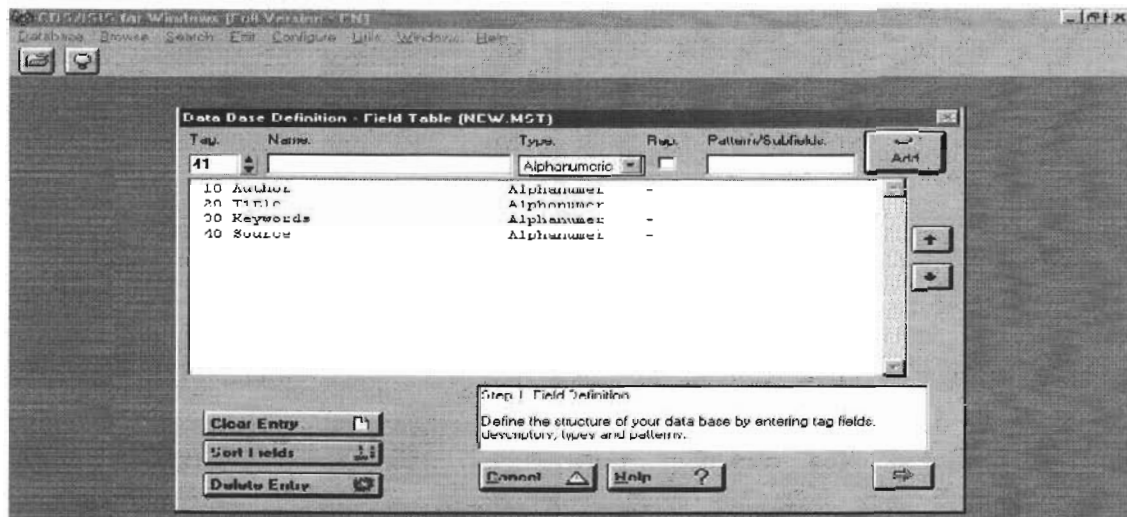 CDS/ISIS for Windows [Full Version - EN]
Database Browse Search Edit Configure Utils Windows Help
Data Base Definition - Field Table (NEW.MST)
Tag. Name. Type. Rep. Pattern/Subfields.
41 Alphanumeric Add
10 Author Alphanumer -
20 Title Alphanumer
30 Keywords Alphanumer -
40 Source Alphanumer -
Step 1 Field Definition
Define the structure of your data base by entering tag fields,
descriptory, types and patterns.
Clear Entry
Sort Fields
Delete Entry
Cancel Help ?